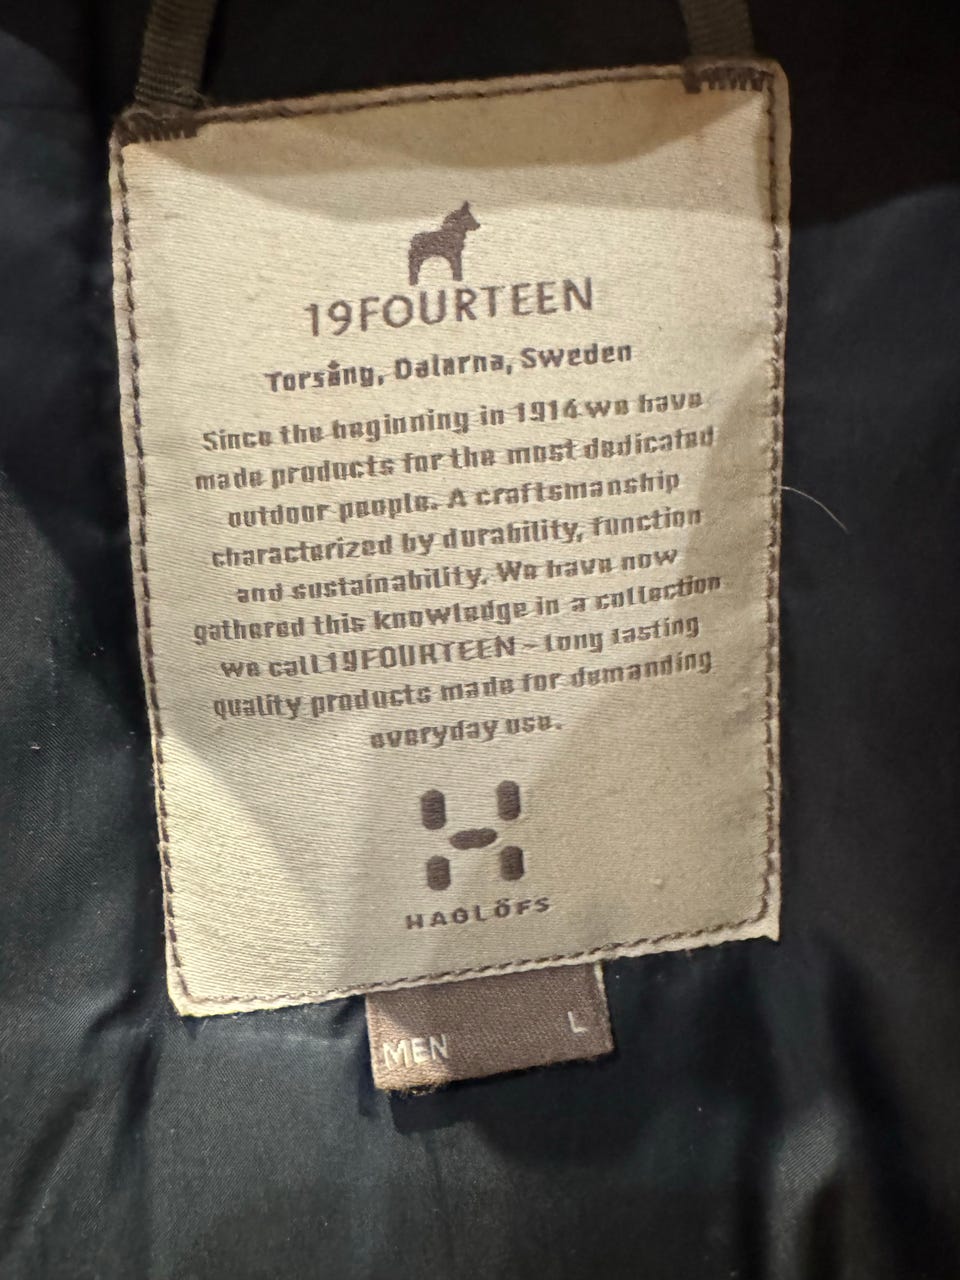 19FOURTEEN
Torsång, Dalarna, Sweden
Since the beginning in 1914 we have
made products for the most dedicated
outdoor people. A craftsmanship
characterized by durability, function
and sustainability. We have now
gathered this knowledge in a collection
we call 19FOURTEEN - long lasting
quality products made for demanding
everyday use.
HAGLÖFS
MEN L